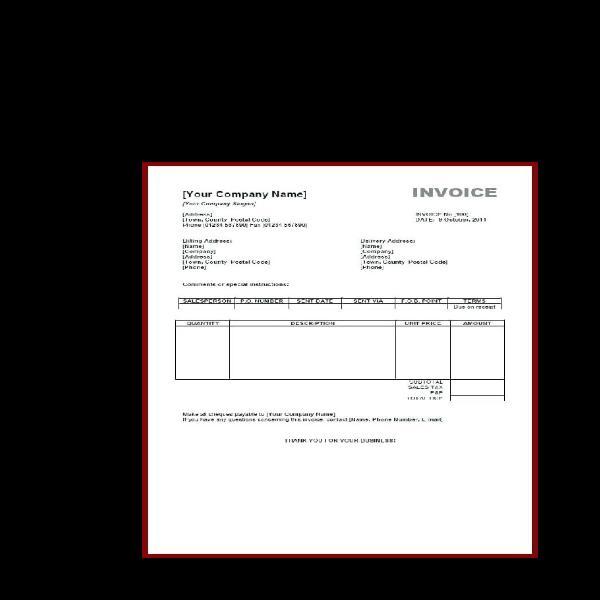 [Your Company Name]
INVOICE
[Your Company Slogan]
[Address]
INVOICE No. [100]
[Town, County Postal Code]
DATE: 9 October, 2011
Phone [01234 567890] Fax [01234 567890]
Billing Address:
Delivery Address:
[Name]
[Name]
[Company]
[Company]
[Address]
[Address]
[Town, County Postal Code]
[Town, County Postal Code]
[Phone]
[Phone]
Comments or special instructions:
SALESPERSON P.O. NUMBER SENT DATE SENT VIA F.O.B. POINT TERMS
Due on receipt
QUANTITY DESCRIPTION UNIT PRICE AMOUNT
SUBTOTAL
SALES TAX
P&P
TOTAL
Make all cheques payable to [Your Company Name]
If you have any questions concerning this invoice, contact [Name, Phone Number, E-mail]
THANK YOU FOR YOUR BUSINESS!